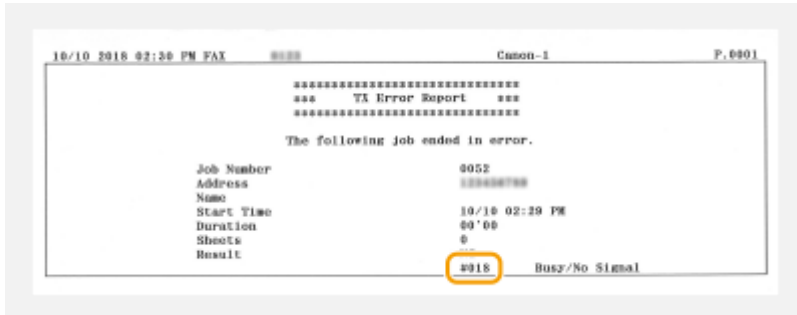 10/10 2018 02:30 PM FAX Canon-1 P.0001
******************************
*** TX Error Report ***
******************************
The following job ended in error.
Job Number 0052
Address
Name
Start Time 10/10 02:29 PM
Duration 00'00
Sheets 0
Result
#018 Busy/No Signal